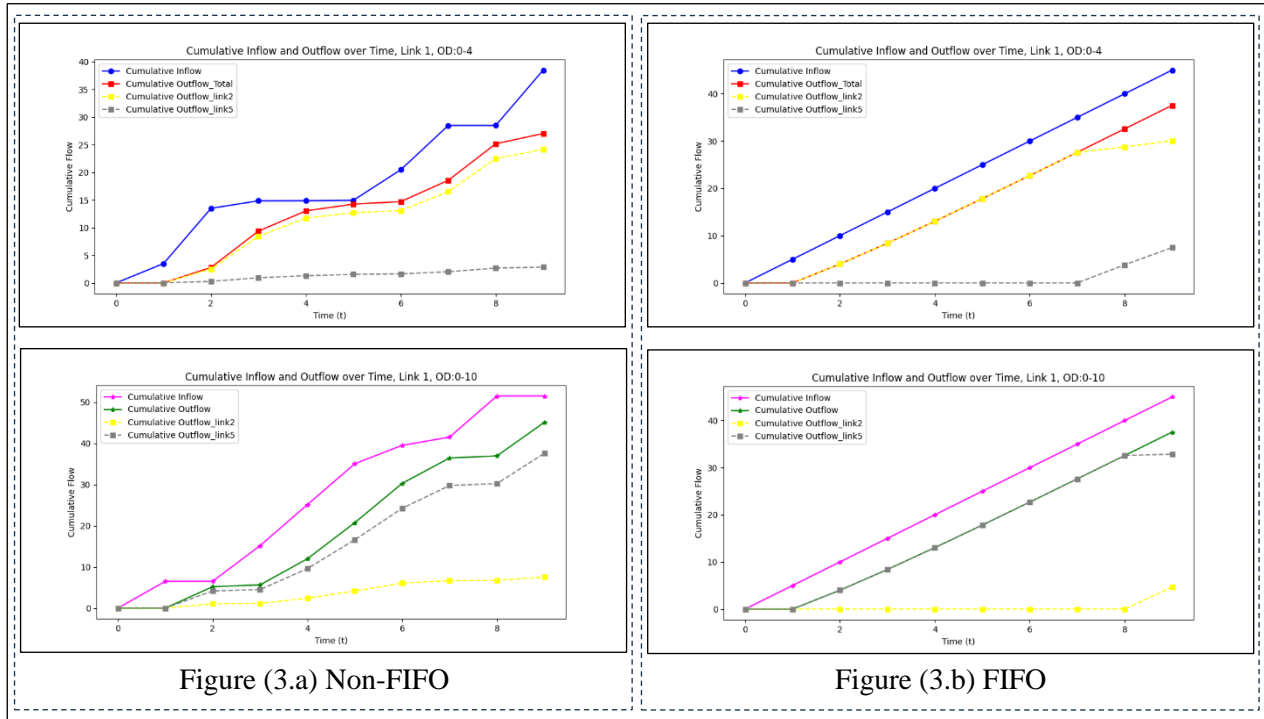 Cumulative Inflow and Outflow over Time, Link 1, OD:0-4
Cumulative Inflow
Cumulative Outflow_Total
Cumulative Outflow_link2
Cumulative Outflow_link5
Cumulative Flow
40
35
30
25
20
15
10
5
0
0 2 4 6 8
Time (t)
Cumulative Inflow and Outflow over Time, Link 1, OD:0-10
Cumulative Inflow
Cumulative Outflow
Cumulative Outflow_link2
Cumulative Outflow_link5
Cumulative Flow
50
40
30
20
10
0
0 2 4 6 8
Time (t)
Figure (3.a) Non-FIFO
Cumulative Inflow and Outflow over Time, Link 1, OD:0-4
Cumulative Inflow
Cumulative Outflow_Total
Cumulative Outflow_link2
Cumulative Outflow_link5
Cumulative Flow
40
30
20
10
0
0 2 4 6 8
Time (t)
Cumulative Inflow and Outflow over Time, Link 1, OD:0-10
Cumulative Inflow
Cumulative Outflow
Cumulative Outflow_link2
Cumulative Outflow_link5
Cumulative Flow
40
30
20
10
0
0 2 4 6 8
Time (t)
Figure (3.b) FIFO